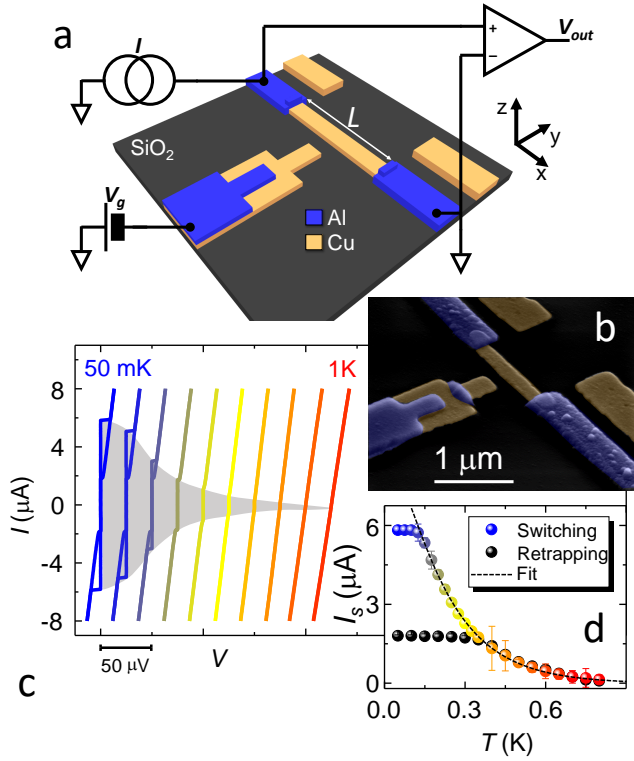 a
I
V_out
+
−
L
z
y
x
SiO₂
V_g
Al
Cu
b
1 μm
50 mK
1K
8
4
0
-4
-8
I (μA)
50 μV
V
c
Switching
Retrapping
Fit
d
6
3
0
I_s (μA)
0.0
0.3
0.6
T (K)